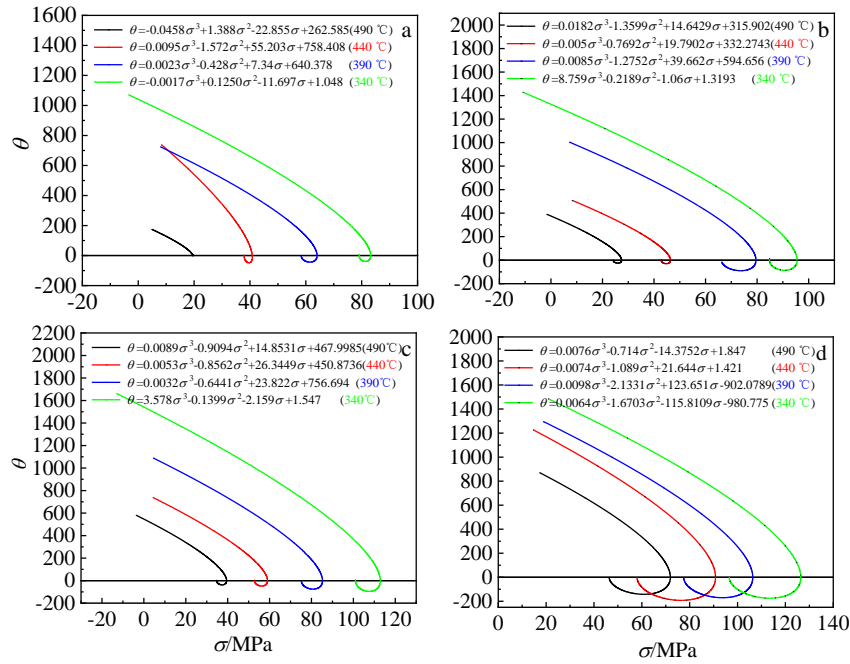 a
θ=-0.0458σ³+1.388σ²-22.855σ+262.585(490 ℃)
θ=0.0095σ³-1.572σ²+55.203σ+758.408(440 ℃)
θ=0.0023σ³-0.428σ²+7.34σ+640.378 (390 ℃)
θ=-0.0017σ³+0.1250σ²-11.697σ+1.048 (340 ℃)
1600
1400
1200
1000
800
600
400
200
0
-200
θ
-20 0 20 40 60 80 100
b
θ=0.0182σ³-1.3599σ²+14.6429σ+315.902(490 ℃)
θ=0.005σ³-0.7692σ²+19.7902σ+332.2743(440 ℃)
θ=0.0085σ³-1.2752σ²+39.662σ+594.656 (390 ℃)
θ=8.759σ³-0.2189σ²-1.06σ+1.3193 (340 ℃)
2000
1800
1600
1400
1200
1000
800
600
400
200
0
-200
-20 0 20 40 60 80 100
c
θ=0.0089σ³-0.9094σ²+14.8531σ+467.9985(490℃)
θ=0.0053σ³-0.8562σ²+26.3449σ+450.8736(440℃)
θ=0.0032σ³-0.6441σ²+23.822σ+756.694 (390℃)
θ=3.578σ³-0.1399σ²-2.159σ+1.547 (340℃)
2200
2000
1800
1600
1400
1200
1000
800
600
400
200
0
-200
θ
-20 0 20 40 60 80 100 120
σ/MPa
d
θ=0.0076σ³-0.714σ²-14.3752σ+1.847 (490 ℃)
θ=0.0074σ³-1.089σ²+21.644σ+1.421 (440 ℃)
θ=0.0098σ³-2.1331σ²+123.651σ-902.0789(390 ℃)
θ=0.0064σ³-1.6703σ²-115.8109σ-980.775 (340 ℃)
2000
1800
1600
1400
1200
1000
800
600
400
200
0
-200
0 20 40 60 80 100 120 140
σ/MPa